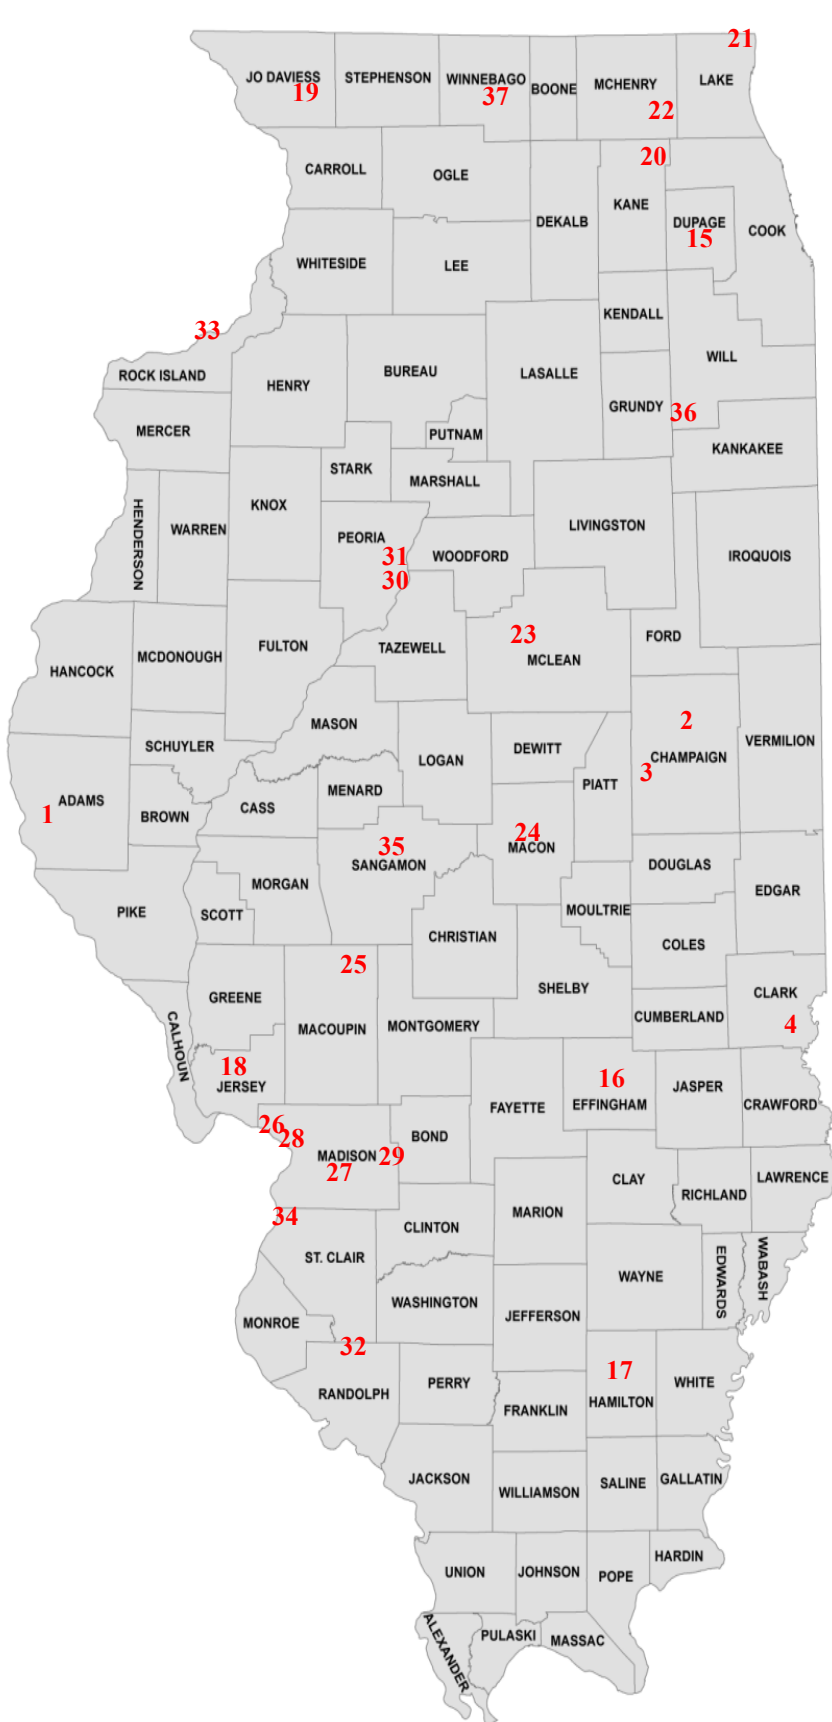 21
JO DAVIESS
STEPHENSON
WINNEBAGO
BOONE
MCHENRY
LAKE
19
37
22
20
CARROLL
OGLE
DEKALB
KANE
DUPAGE
15
COOK
WHITESIDE
LEE
33
KENDALL
ROCK ISLAND
HENRY
BUREAU
LASALLE
WILL
GRUNDY
36
MERCER
PUTNAM
KANKAKEE
STARK
MARSHALL
HENDERSON
WARREN
KNOX
PEORIA
31
30
WOODFORD
LIVINGSTON
IROQUOIS
HANCOCK
MCDONOUGH
FULTON
TAZEWELL
23
MCLEAN
FORD
MASON
2
SCHUYLER
LOGAN
DEWITT
CHAMPAIGN
3
VERMILION
PIATT
1
ADAMS
BROWN
CASS
MENARD
35
SANGAMON
24
MACON
DOUGLAS
EDGAR
PIKE
SCOTT
MORGAN
CHRISTIAN
MOULTRIE
COLES
25
GREENE
MACOUPIN
MONTGOMERY
SHELBY
CUMBERLAND
CLARK
4
CALHOUN
18
JERSEY
FAYETTE
16
EFFINGHAM
JASPER
CRAWFORD
26
28
MADISON
27
29
BOND
CLAY
RICHLAND
LAWRENCE
34
ST. CLAIR
CLINTON
MARION
WAYNE
EDWARDS
WABASH
MONROE
WASHINGTON
JEFFERSON
32
RANDOLPH
PERRY
FRANKLIN
17
HAMILTON
WHITE
JACKSON
WILLIAMSON
SALINE
GALLATIN
UNION
JOHNSON
POPE
HARDIN
ALEXANDER
PULASKI
MASSAC